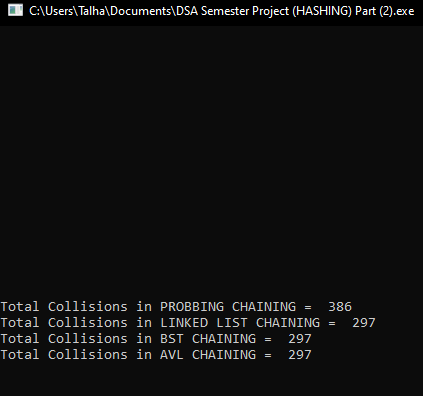 C:\Users\Talha\Documents\DSA Semester Project (HASHING) Part (2).exe
Total Collisions in PROBBING CHAINING =  386
Total Collisions in LINKED LIST CHAINING =  297
Total Collisions in BST CHAINING =  297
Total Collisions in AVL CHAINING =  297